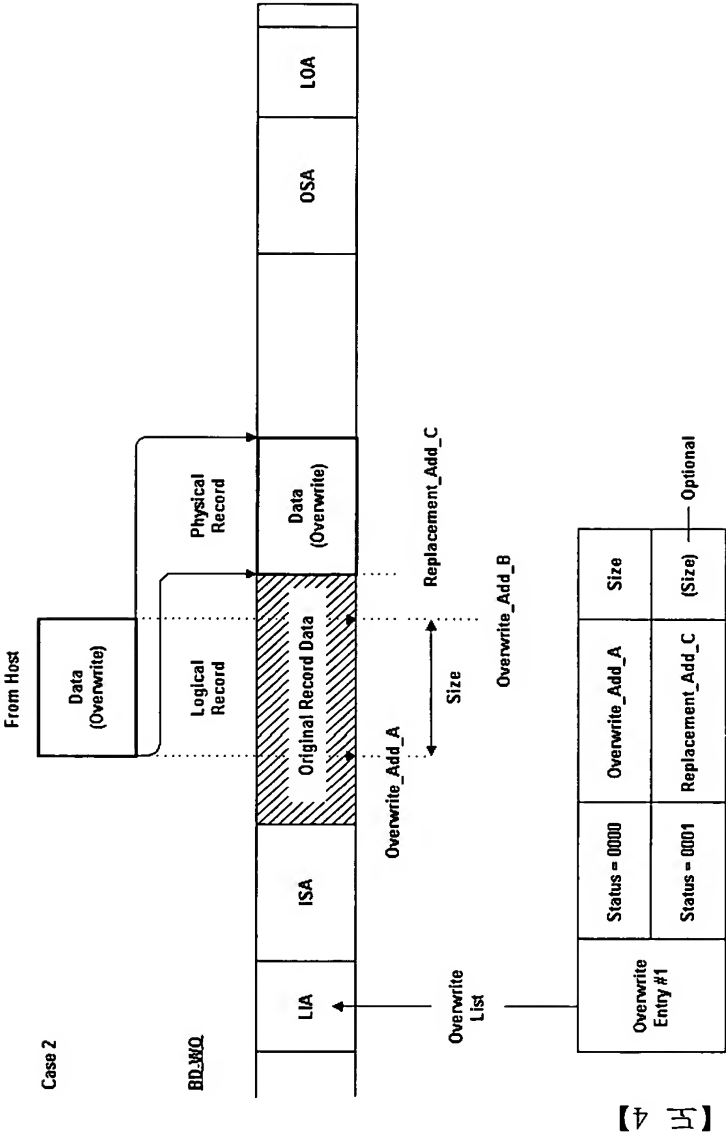 【도 4】
Case 2
From Host
Data
(Overwrite)
BD-WO
Logical
Record
Physical
Record
LIA
ISA
Original Record Data
Data
(Overwrite)
OSA
LOA
Overwrite_Add_A
Size
Overwrite_Add_B
Replacement_Add_C
Overwrite
List
Overwrite
Entry #1
Status = 0000
Overwrite_Add_A
Size
Status = 0001
Replacement_Add_C
(Size)
Optional